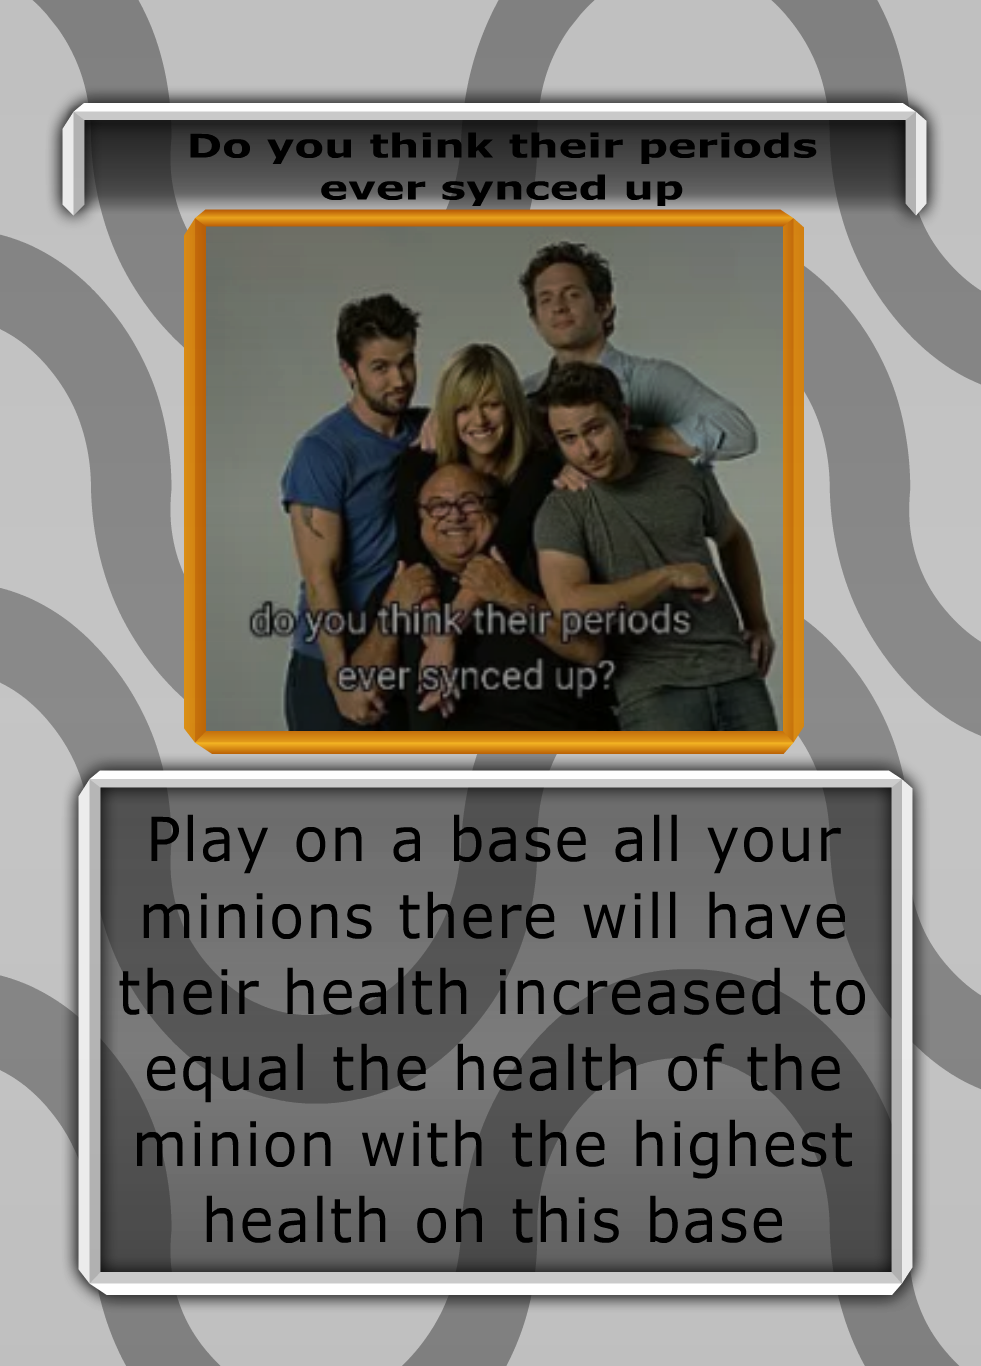 Do you think their periods
ever synced up
do you think their periods
ever synced up?
Play on a base all your
minions there will have
their health increased to
equal the health of the
minion with the highest
health on this base